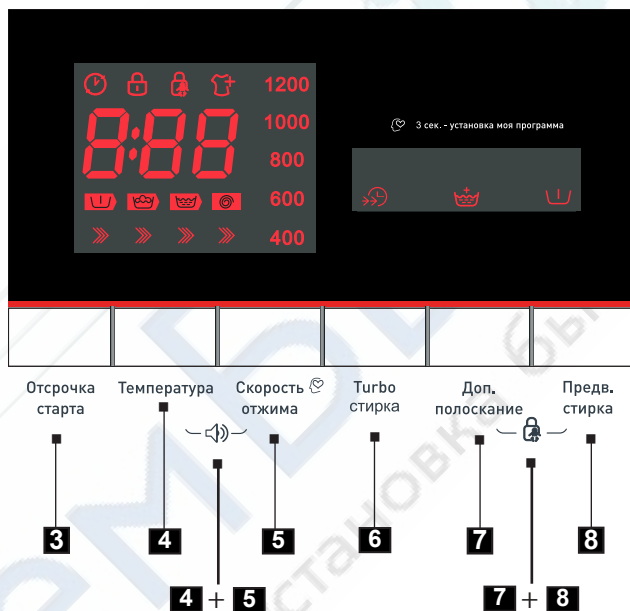 1200
8:88
1000
800
600
400
3 сек. - установка моя программа
Отсрочка старта
Температура
Скорость отжима
Turbo стирка
Доп. полоскание
Предв. стирка
3
4
5
6
7
8
4 + 5
7 + 8